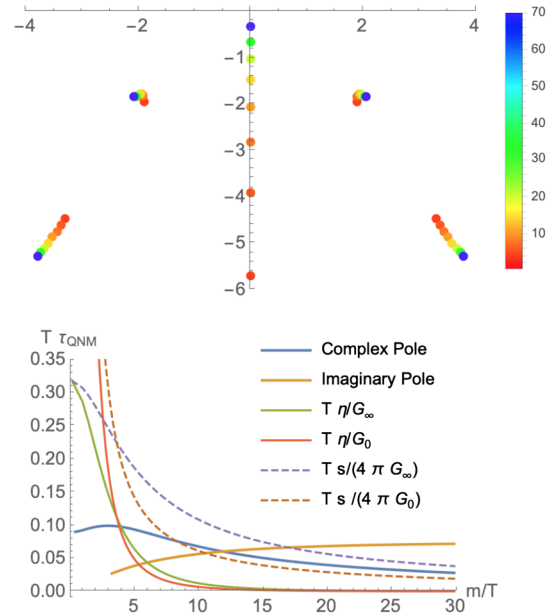 −4 −2 2 4
−1
−2
−3
−4
−5
−6
70
60
50
40
30
20
10
T τQNM
0.35
0.30
0.25
0.20
0.15
0.10
0.05
0.00
5 10 15 20 25 30
m/T
Complex Pole
Imaginary Pole
T η/G∞
T η/G0
T s/(4 π G∞)
T s /(4 π G0)